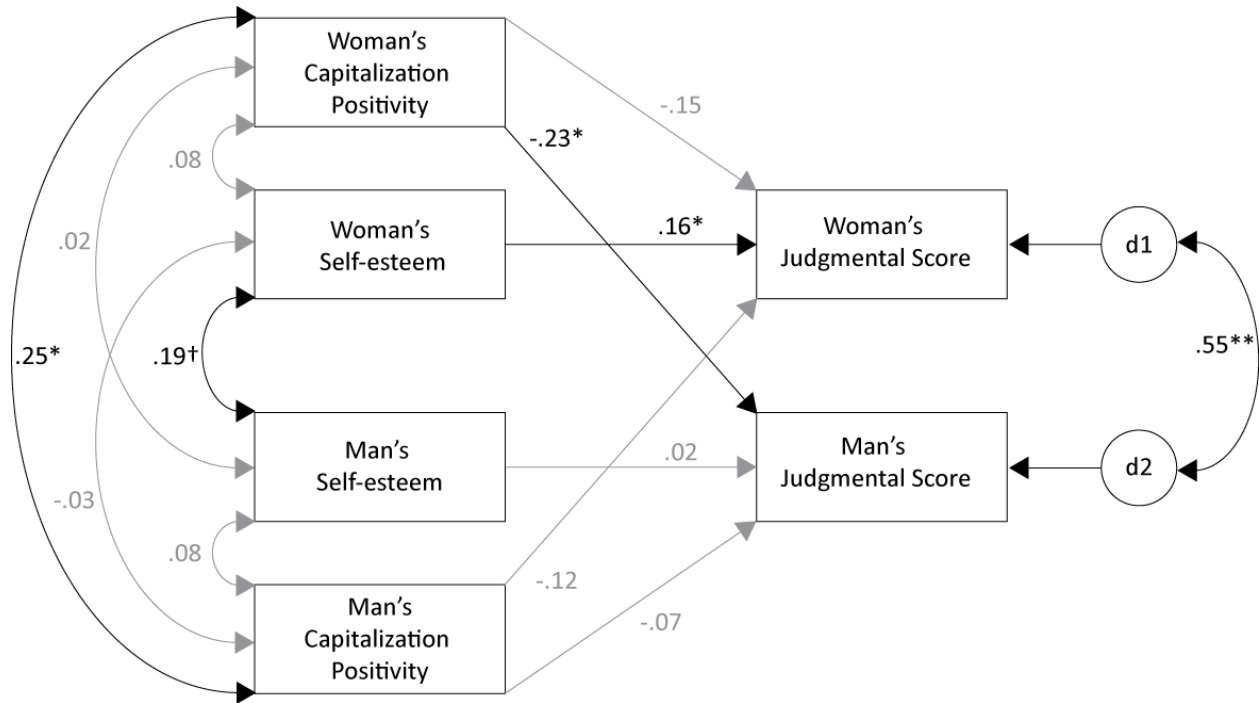 Woman’s
Capitalization
Positivity
-.15
-.23*
.08
Woman’s
Self-esteem
.16*
Woman’s
Judgmental Score
d1
.02
.25*
.19†
.55**
Man’s
Self-esteem
.02
Man’s
Judgmental Score
d2
-.03
.08
-.12
Man’s
Capitalization
Positivity
-.07